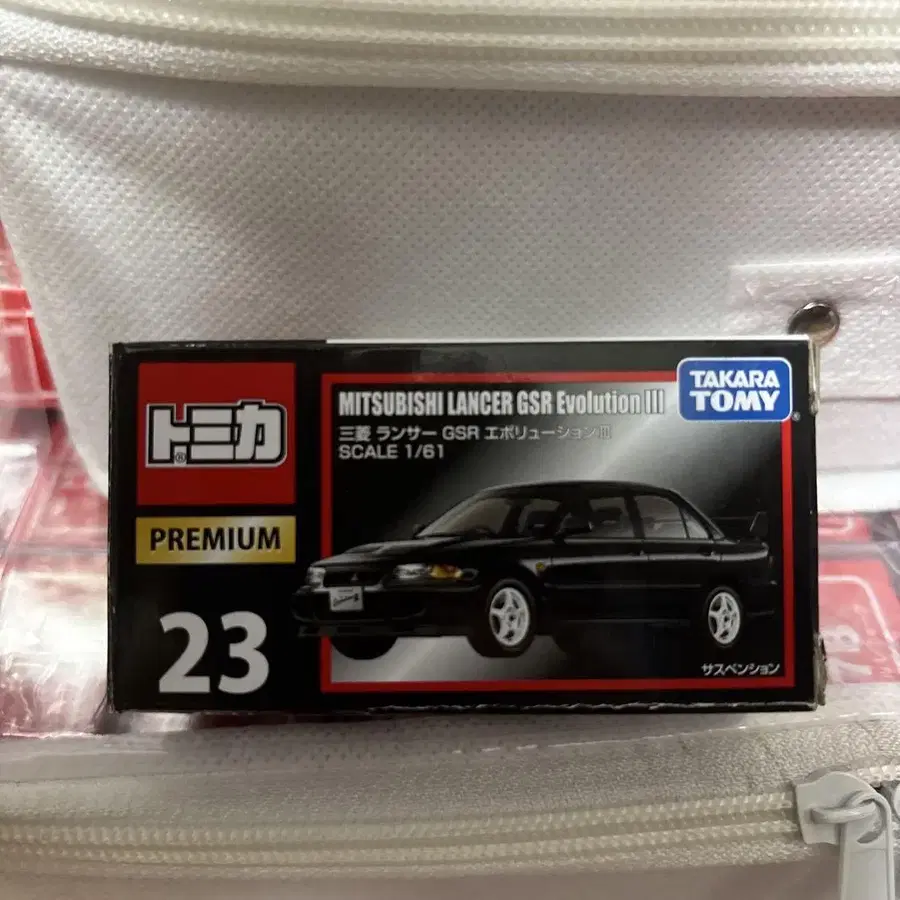 トミカ
®
PREMIUM
23
MITSUBISHI LANCER GSR Evolution III
三菱 ランサー GSR エボリューションIII
SCALE 1/61
TAKARA
TOMY
®
サスペンション